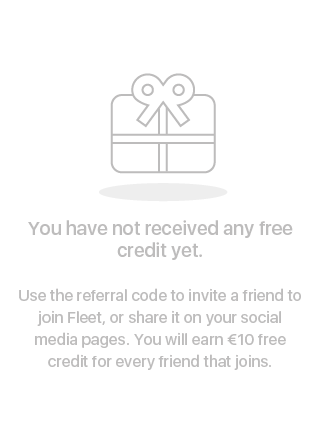 You have not received any free
credit yet.
Use the referral code to invite a friend to
join Fleet, or share it on your social
media pages. You will earn €10 free
credit for every friend that joins.